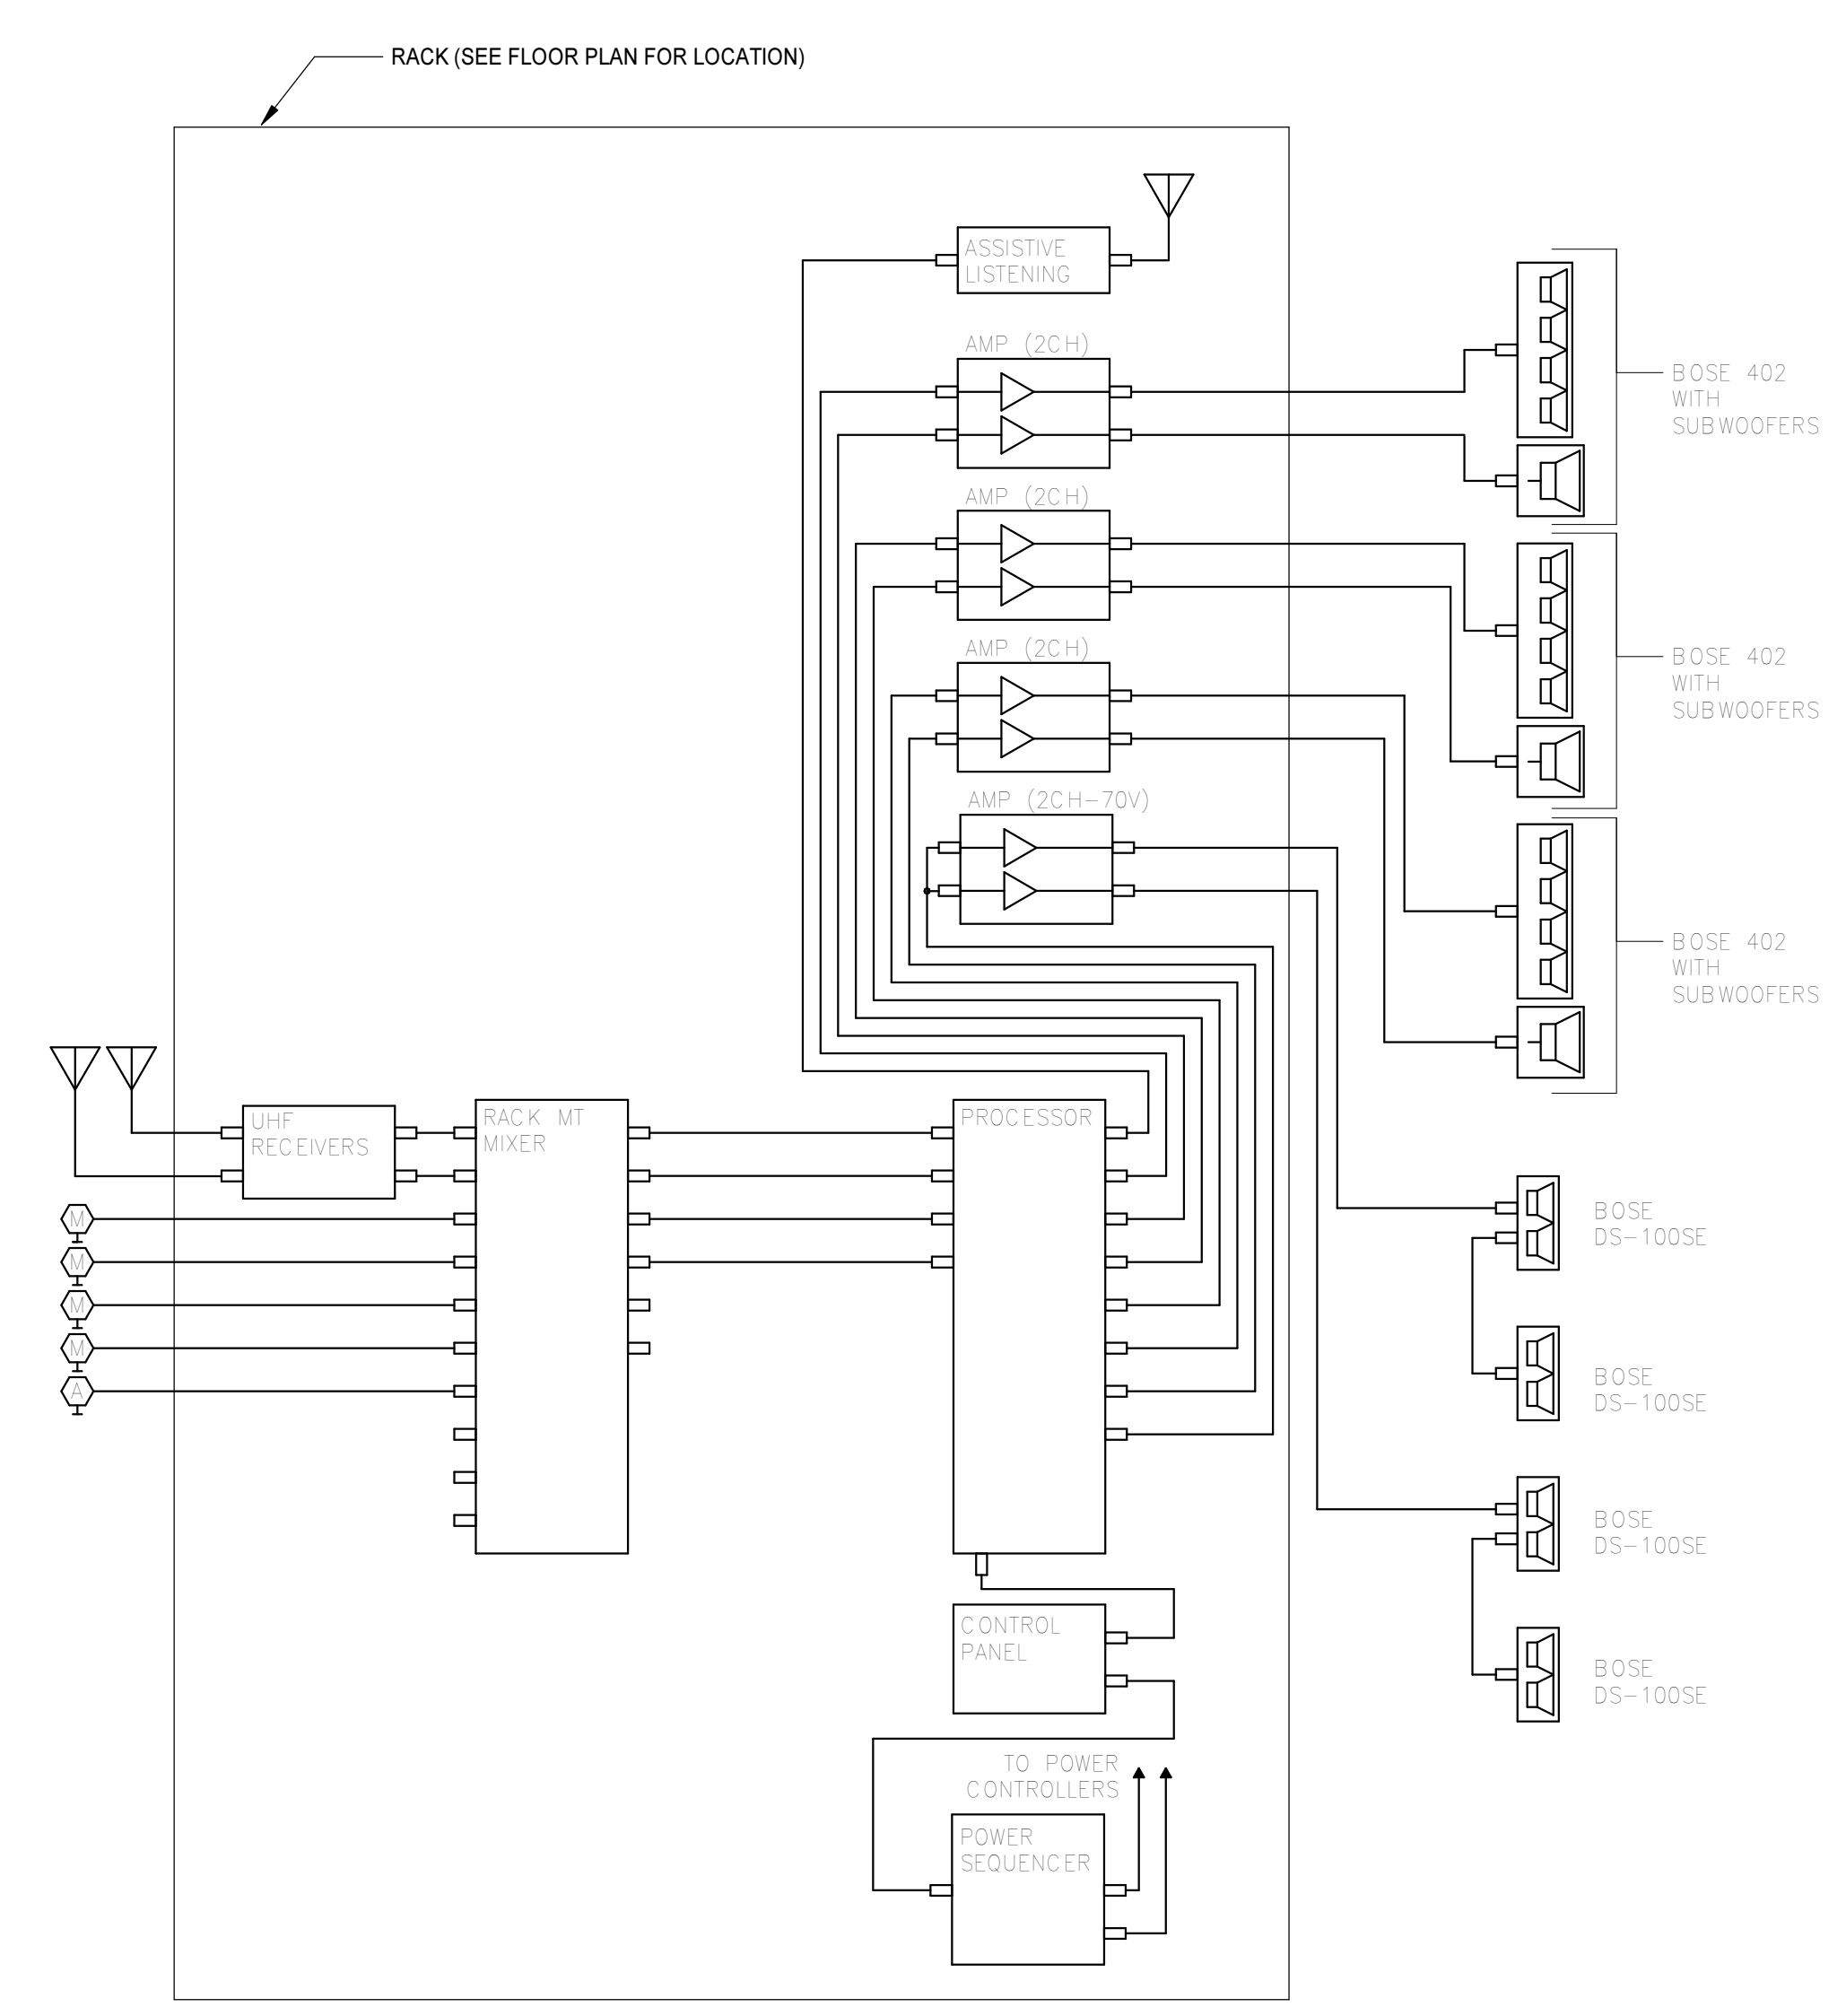 RACK (SEE FLOOR PLAN FOR LOCATION)
ASSISTIVE
LISTENING
AMP (2CH)
BOSE 402
WITH
SUBWOOFERS
AMP (2CH)
AMP (2CH)
BOSE 402
WITH
SUBWOOFERS
AMP (2CH-70V)
BOSE 402
WITH
SUBWOOFERS
UHF
RECEIVERS
RACK MT
MIXER
PROCESSOR
M
M
M
M
A
BOSE
DS-100SE
BOSE
DS-100SE
BOSE
DS-100SE
BOSE
DS-100SE
CONTROL
PANEL
TO POWER
CONTROLLERS
POWER
SEQUENCER